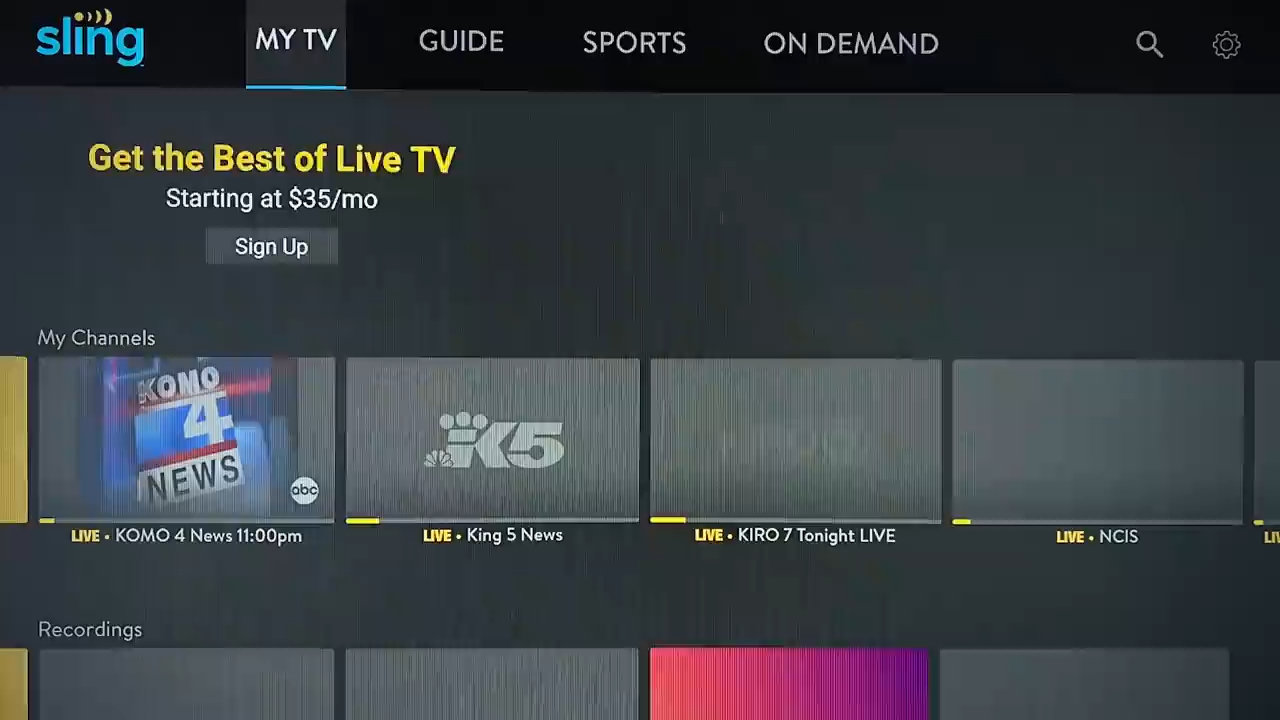 sling
MY TV
GUIDE
SPORTS
ON DEMAND
Get the Best of Live TV
Starting at $35/mo
Sign Up
My Channels
KOMO
4
NEWS
abc
K5
LIVE • KOMO 4 News 11:00pm
LIVE • King 5 News
LIVE • KIRO 7 Tonight LIVE
LIVE • NCIS
Recordings